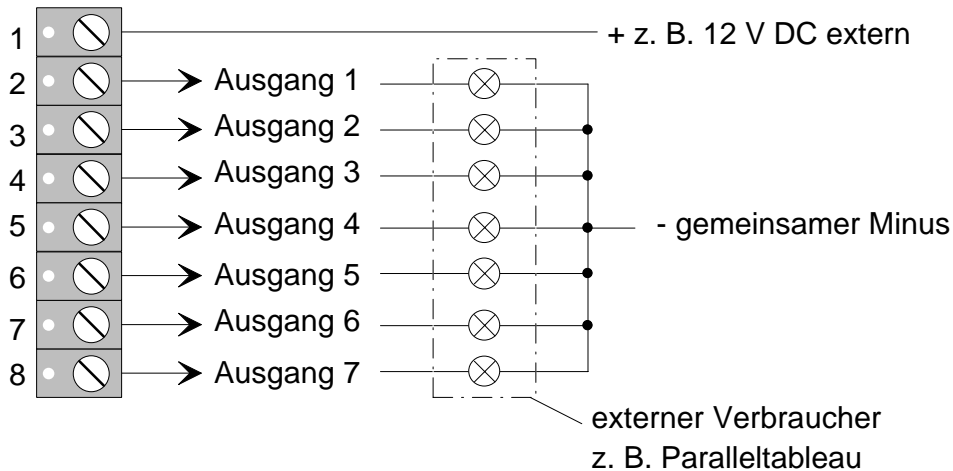 1 + z. B. 12 V DC extern
2 Ausgang 1
3 Ausgang 2
4 Ausgang 3
5 Ausgang 4 - gemeinsamer Minus
6 Ausgang 5
7 Ausgang 6
8 Ausgang 7
externer Verbraucher
z. B. Paralleltableau